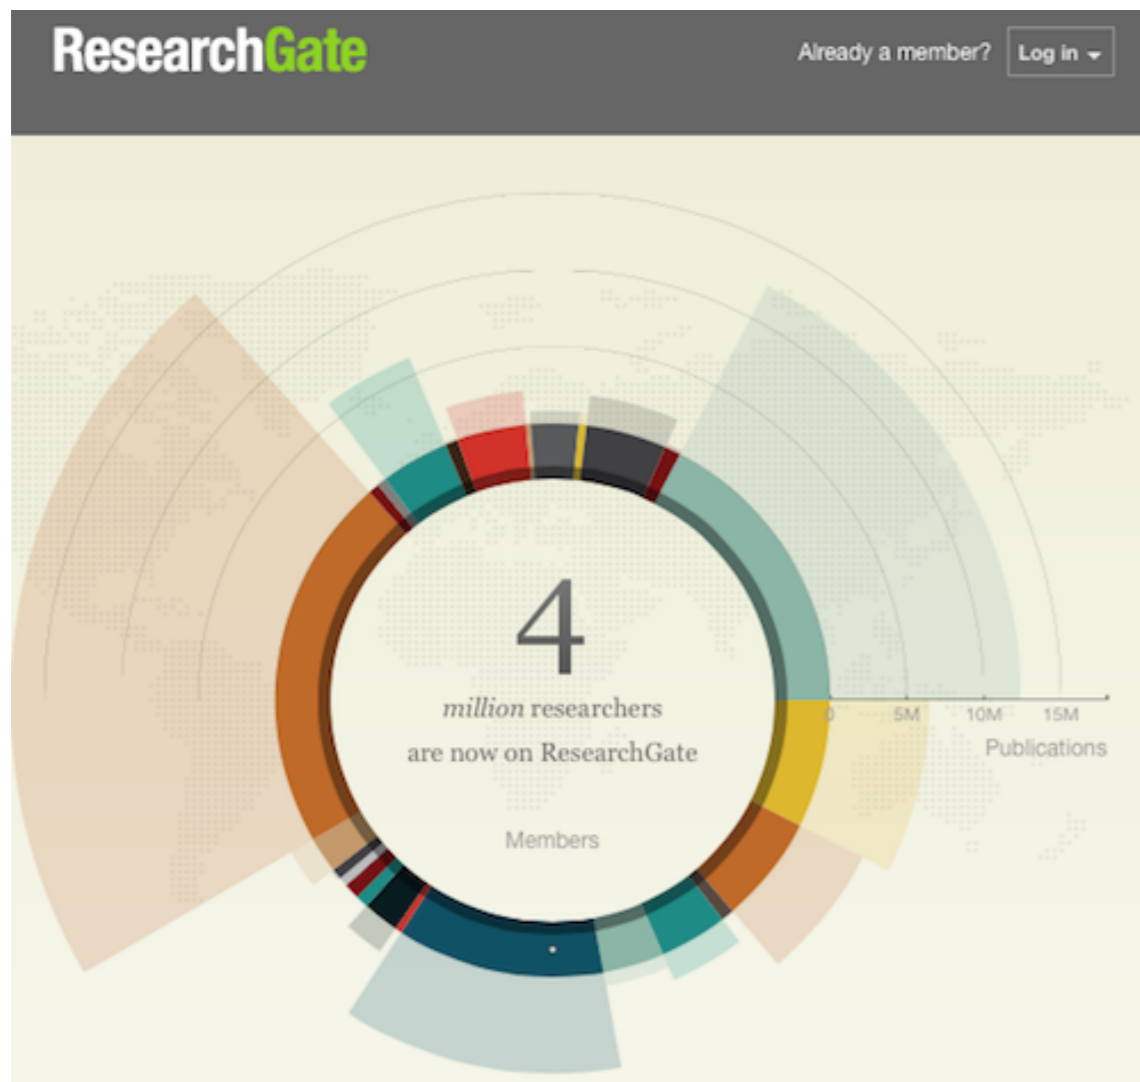 ResearchGate
Already a member? Log in
4
million researchers
are now on ResearchGate
Members
0 5M 10M 15M
Publications